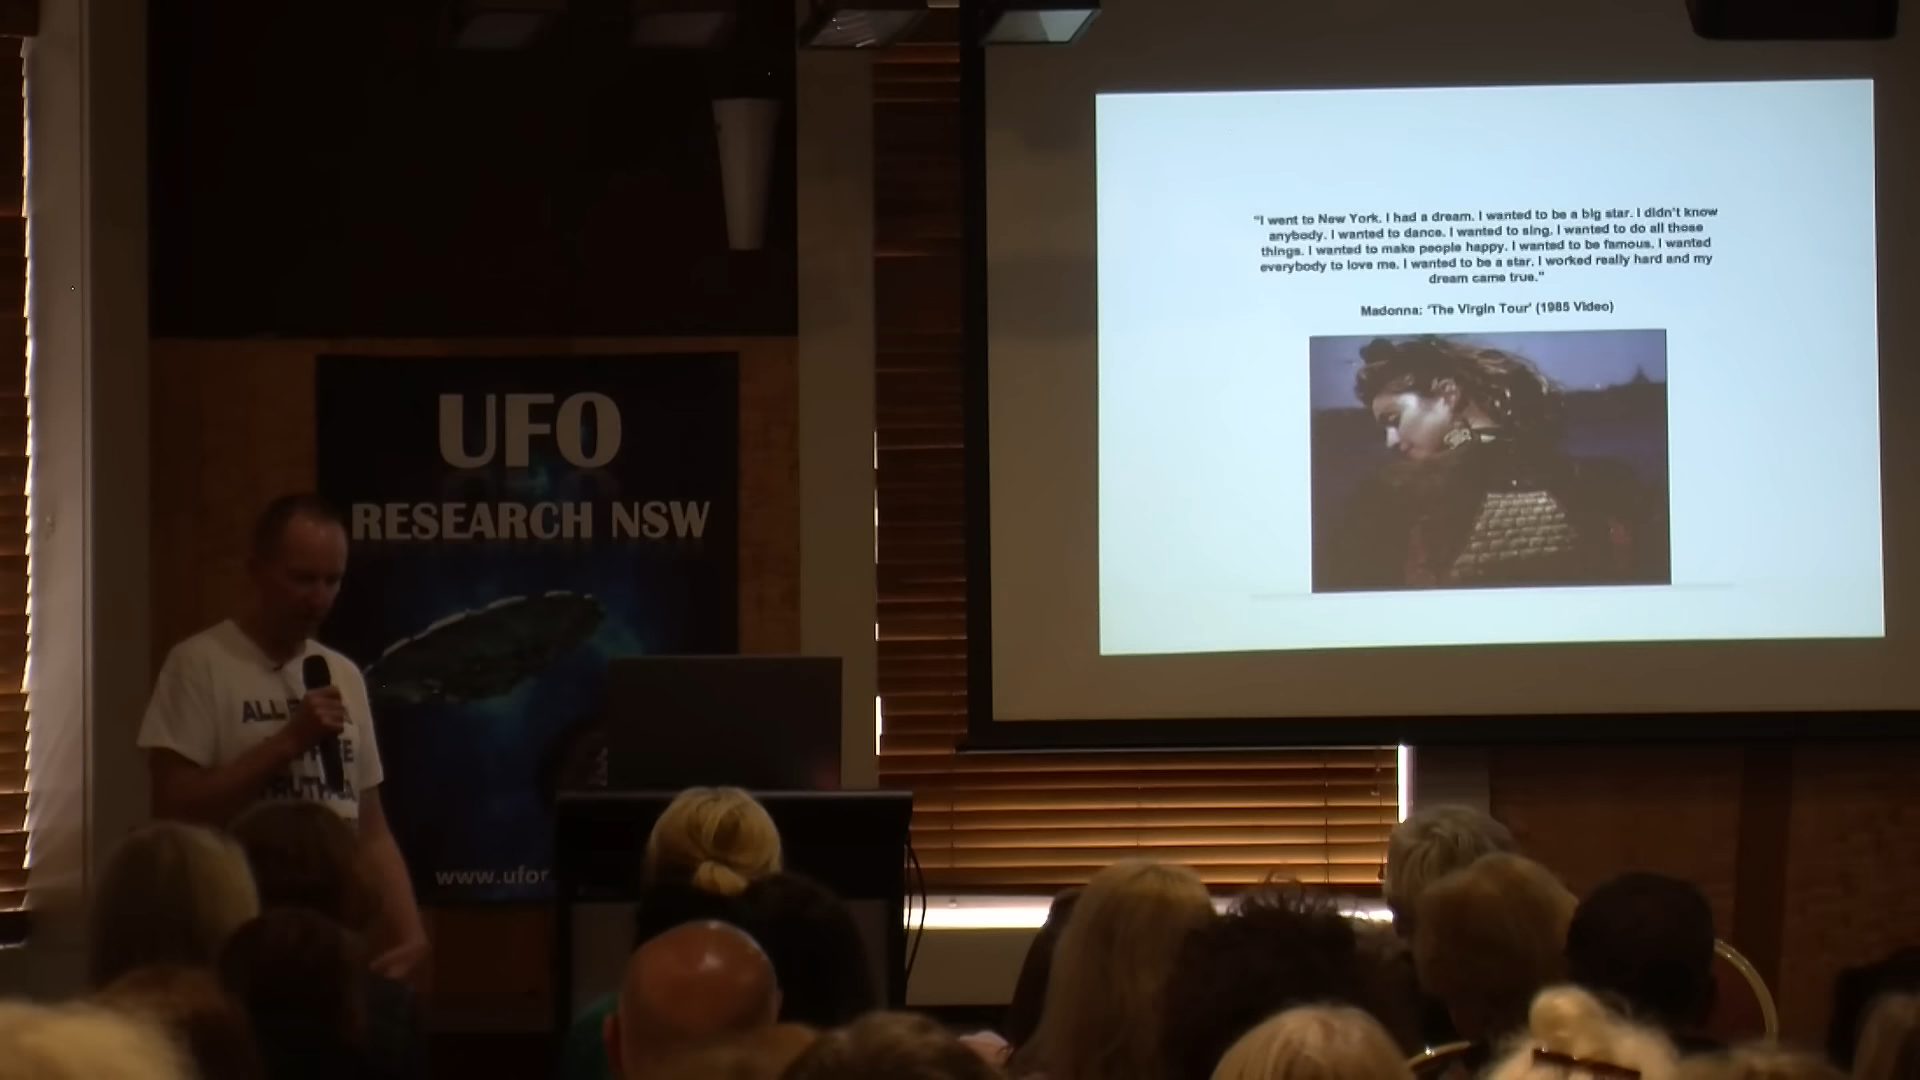 UFO
RESEARCH NSW
www.ufor
ALL
TRUTH
"I went to New York. I had a dream. I wanted to be a big star. I didn't know
anybody. I wanted to dance. I wanted to sing. I wanted to do all those
things. I wanted to make people happy. I wanted to be famous. I wanted
everybody to love me. I wanted to be a star. I worked really hard and my
dream came true."
Madonna: 'The Virgin Tour' (1985 Video)